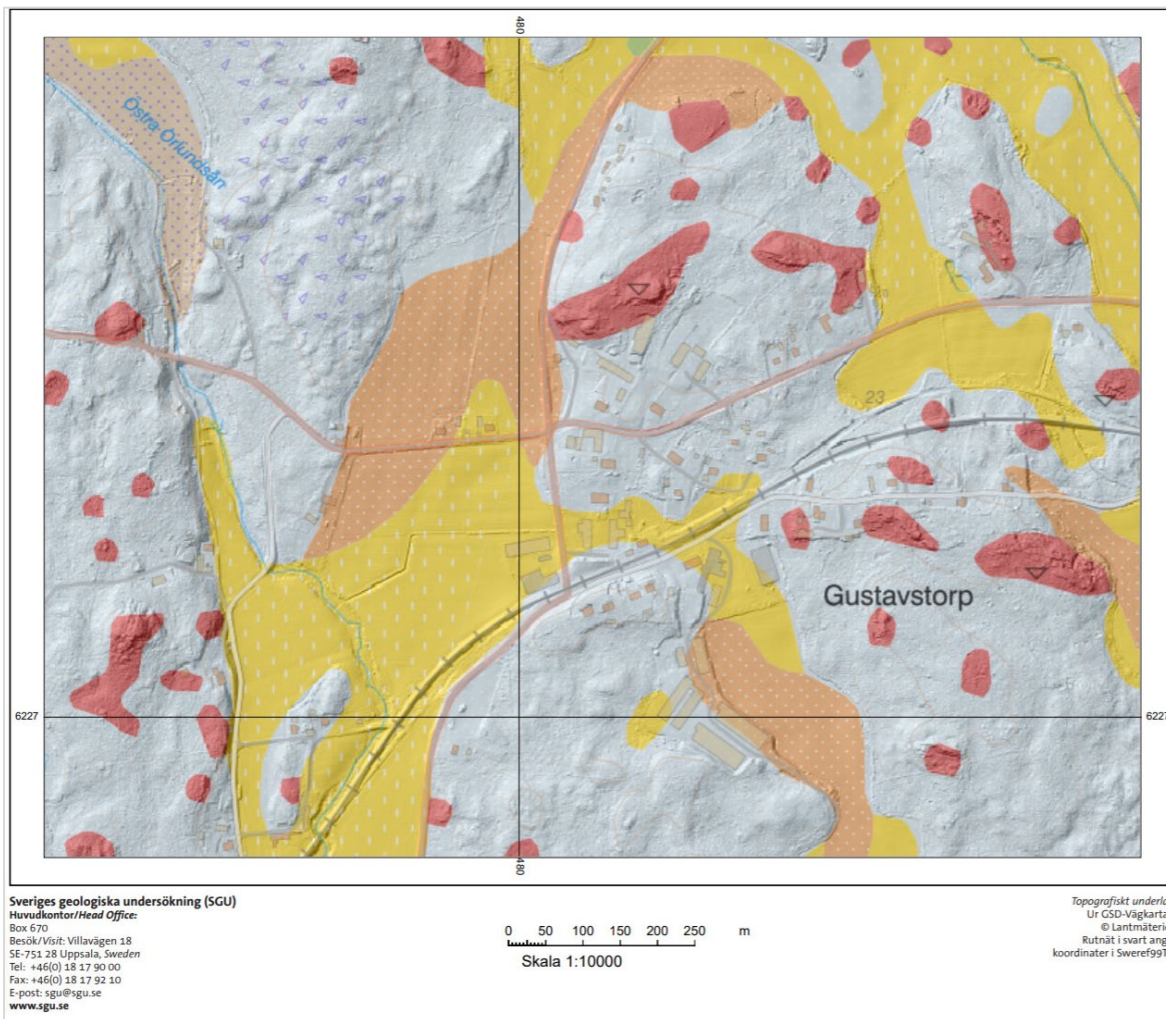 480
Östra Orlundsån
23
Gustavstorp
6227
6227
480
Sveriges geologiska undersökning (SGU)
Huvudkontor/Head Office:
Box 670
Besök/Visit: Villavägen 18
SE-751 28 Uppsala, Sweden
Tel: +46(0) 18 17 90 00
Fax: +46(0) 18 17 92 10
E-post: sgu@sgu.se
www.sgu.se
0 50 100 150 200 250 m
Skala 1:10000
Topografiskt underla
Ur GSD-Vägkarta
© Lantmäterie
Rutnät i svart ang
koordinater i Sweref99T